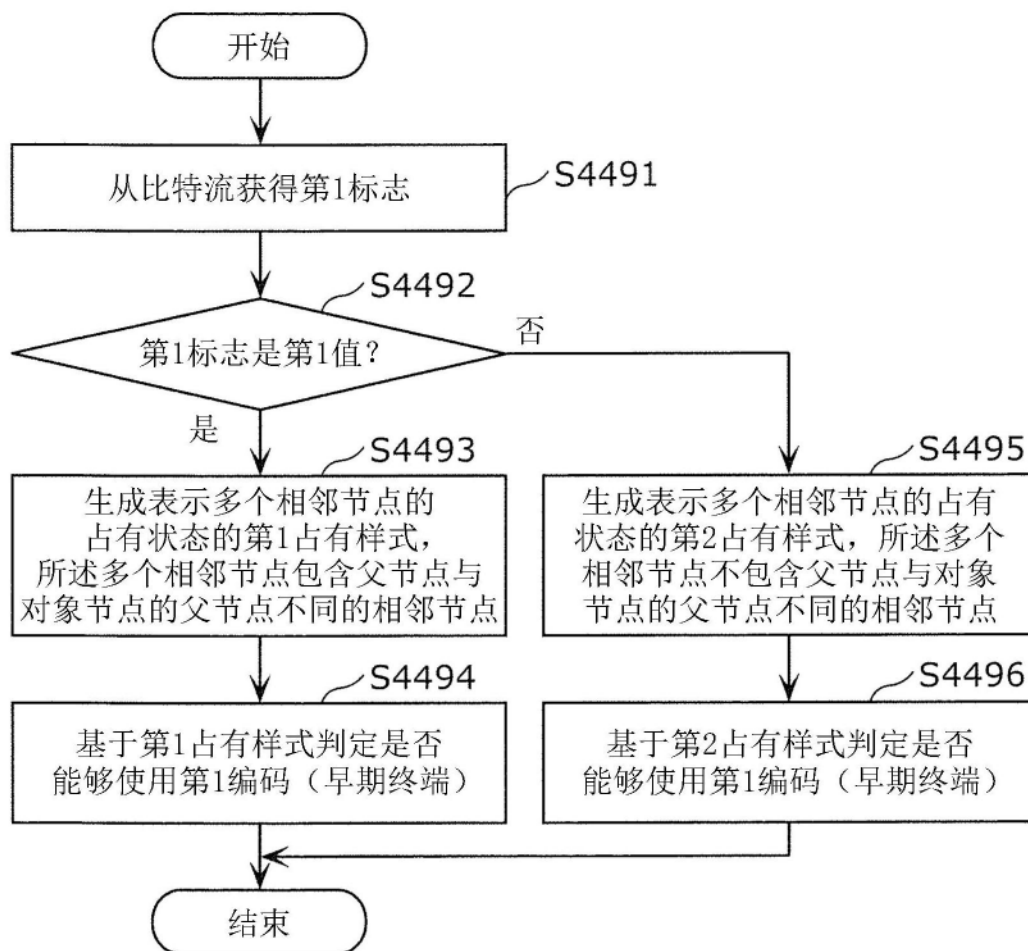 开始
从比特流获得第1标志
S4491
S4492
第1标志是第1值？
否
是
S4493
生成表示多个相邻节点的
占有状态的第1占有样式，
所述多个相邻节点包含父节点与
对象节点的父节点不同的相邻节点
S4495
生成表示多个相邻节点的占有
状态的第2占有样式，所述多个
相邻节点不包含父节点与对象
节点的父节点不同的相邻节点
S4494
基于第1占有样式判定是否
能够使用第1编码（早期终端）
S4496
基于第2占有样式判定是否
能够使用第1编码（早期终端）
结束